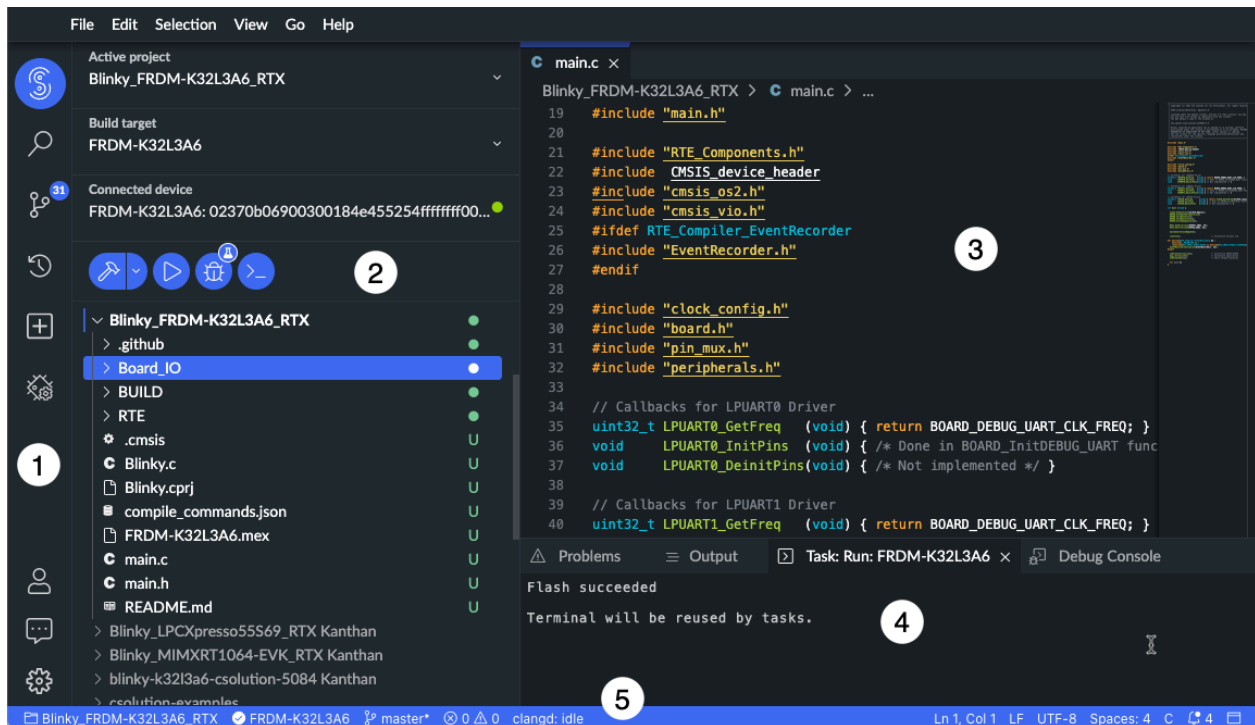 File Edit Selection View Go Help
Active project
Blinky_FRDM-K32L3A6_RTX
Build target
FRDM-K32L3A6
31
Connected device
FRDM-K32L3A6: 02370b06900300184e455254ffffffff00...
2
Blinky_FRDM-K32L3A6_RTX
.github
Board_IO
BUILD
RTE
.cmsis U
Blinky.c U
1
Blinky.cprj U
compile_commands.json U
FRDM-K32L3A6.mex U
main.c U
main.h U
README.md U
Blinky_LPCXpresso55S69_RTX Kanthan
Blinky_MIMXRT1064-EVK_RTX Kanthan
blinky-k32l3a6-csolution-5084 Kanthan
csolution-examples
C main.c ×
Blinky_FRDM-K32L3A6_RTX > C main.c > ...
19 #include "main.h"
20
21 #include "RTE_Components.h"
22 #include CMSIS_device_header
23 #include "cmsis_os2.h"
24 #include "cmsis_vio.h"
25 #ifdef RTE_Compiler_EventRecorder
26 #include "EventRecorder.h"
27 #endif
3
28
29 #include "clock_config.h"
30 #include "board.h"
31 #include "pin_mux.h"
32 #include "peripherals.h"
33
34 // Callbacks for LPUART0 Driver
35 uint32_t LPUART0_GetFreq (void) { return BOARD_DEBUG_UART_CLK_FREQ; }
36 void LPUART0_InitPins (void) { /* Done in BOARD_InitDEBUG_UART func
37 void LPUART0_DeinitPins(void) { /* Not implemented */ }
38
39 // Callbacks for LPUART1 Driver
40 uint32_t LPUART1_GetFreq (void) { return BOARD_DEBUG_UART_CLK_FREQ; }
Problems Output Task: Run: FRDM-K32L3A6 × Debug Console
Flash succeeded
Terminal will be reused by tasks.
4
5
Blinky_FRDM-K32L3A6_RTX FRDM-K32L3A6 master* 0 0 clangd: idle Ln 1, Col 1 LF UTF-8 Spaces: 4 C 4